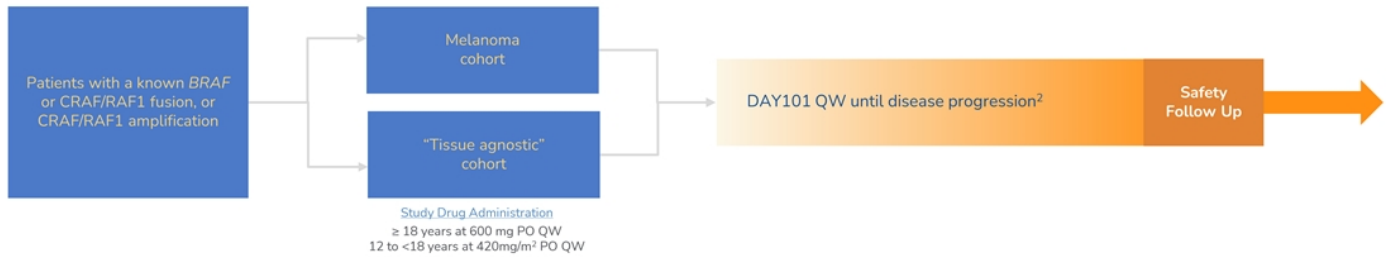 Patients with a known BRAF
or CRAF/RAF1 fusion, or
CRAF/RAF1 amplification
Melanoma
cohort
“Tissue agnostic”
cohort
Study Drug Administration
≥ 18 years at 600 mg PO QW
12 to <18 years at 420mg/m² PO QW
DAY101 QW until disease progression²
Safety
Follow Up